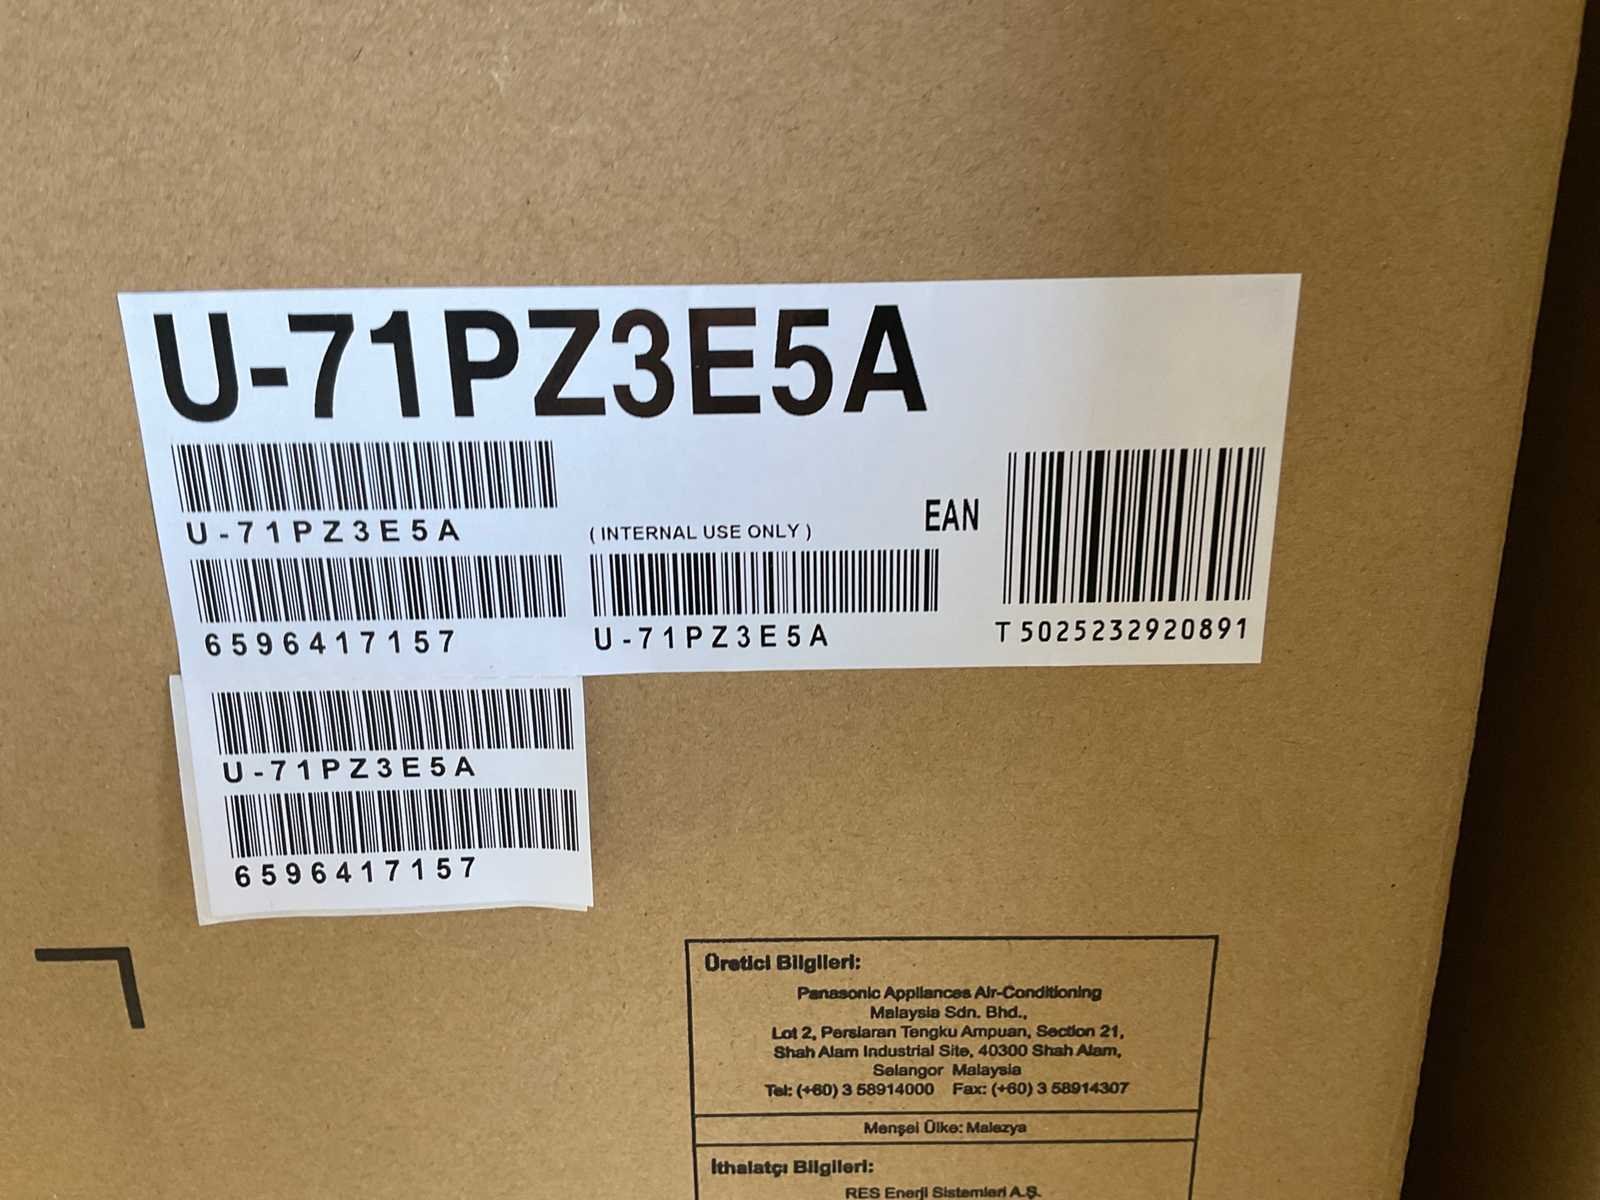 U-71PZ3E5A
U-71PZ3E5A
6596417157
( INTERNAL USE ONLY )
U-71PZ3E5A
EAN
T 5025232920891
U-71PZ3E5A
6596417157
Üretici Bilgileri:
Panasonic Appliances Air-Conditioning
Malaysia Sdn. Bhd.,
Lot 2, Persiaran Tengku Ampuan, Section 21,
Shah Alam Industrial Site, 40300 Shah Alam,
Selangor Malaysia
Tel: (+60) 3 58914000 Fax: (+60) 3 58914307
Menşei Ülke: Malezya
İthalatçı Bilgileri:
RES Enerji Sistemleri A.Ş.